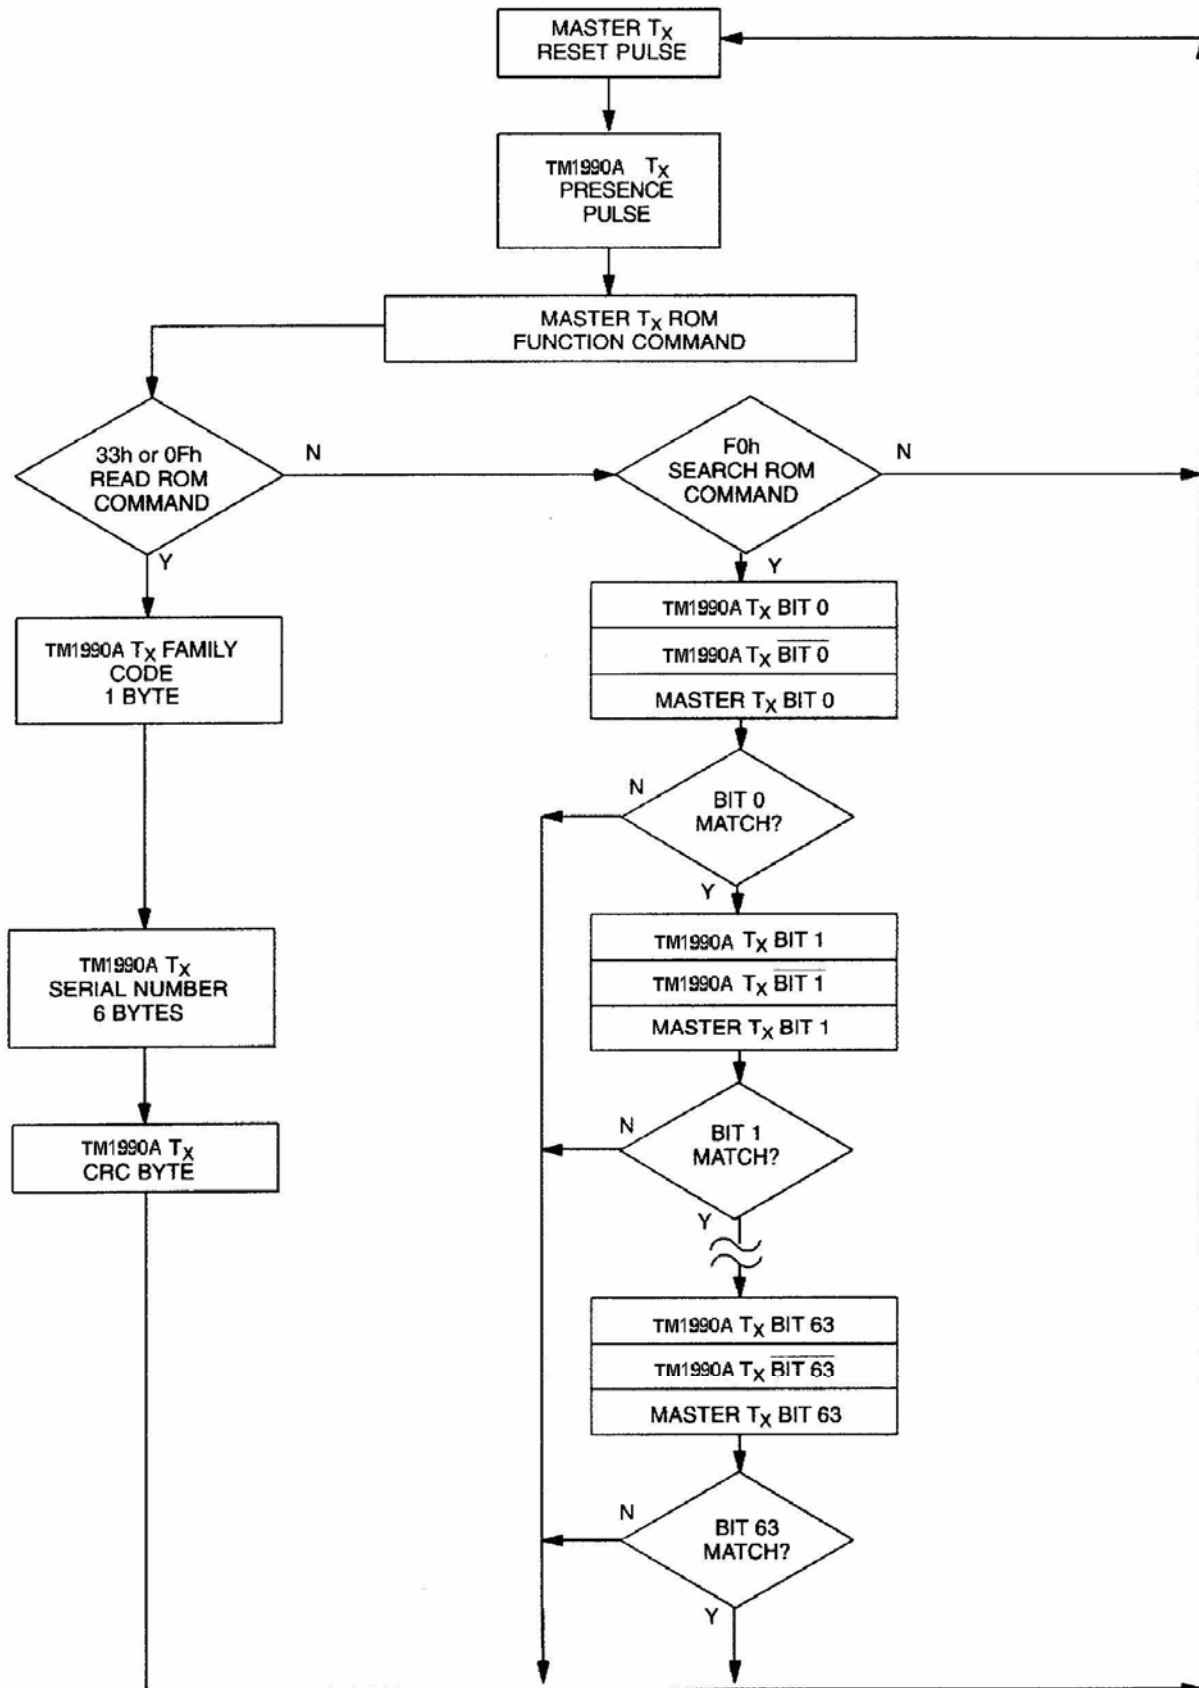 MASTER TX
RESET PULSE
TM1990A TX
PRESENCE
PULSE
MASTER TX ROM
FUNCTION COMMAND
33h or 0Fh
READ ROM
COMMAND
N
Y
F0h
SEARCH ROM
COMMAND
N
Y
TM1990A TX FAMILY
CODE
1 BYTE
TM1990A TX
SERIAL NUMBER
6 BYTES
TM1990A TX
CRC BYTE
TM1990A TX BIT 0
TM1990A TX B̅I̅T̅ ̅0̅
MASTER TX BIT 0
N
BIT 0
MATCH?
Y
TM1990A TX BIT 1
TM1990A TX B̅I̅T̅ ̅1̅
MASTER TX BIT 1
N
BIT 1
MATCH?
Y
TM1990A TX BIT 63
TM1990A TX B̅I̅T̅ ̅6̅3̅
MASTER TX BIT 63
N
BIT 63
MATCH?
Y